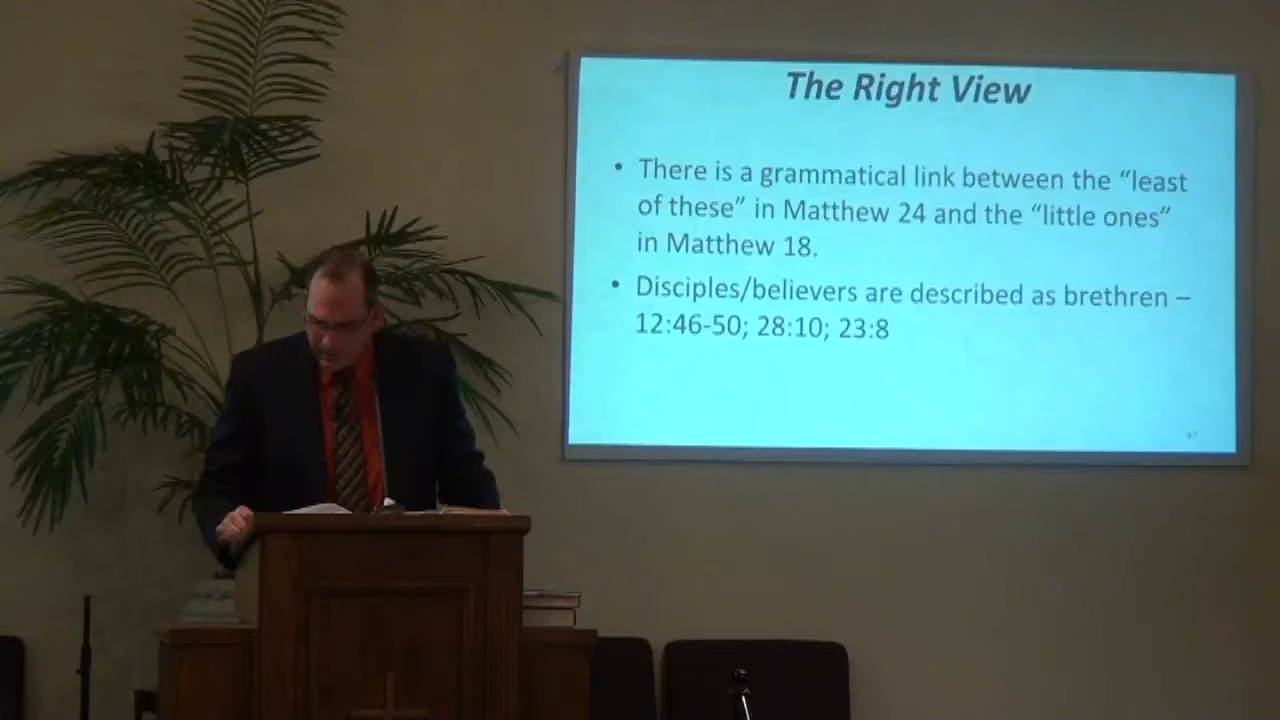 The Right View
• There is a grammatical link between the “least
of these” in Matthew 24 and the “little ones”
in Matthew 18.
• Disciples/believers are described as brethren –
12:46-50; 28:10; 23:8